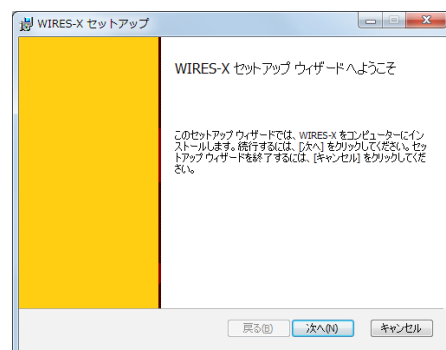 WIRES-X セットアップ
WIRES-X セットアップ ウィザードへようこそ
このセットアップ ウィザードでは、WIRES-X をコンピューターにイン
ストールします。続行するには、[次へ] をクリックしてください。セッ
トアップ ウィザードを終了するには、[キャンセル] をクリックしてくだ
さい。
戻る(B) 次へ(N) キャンセル